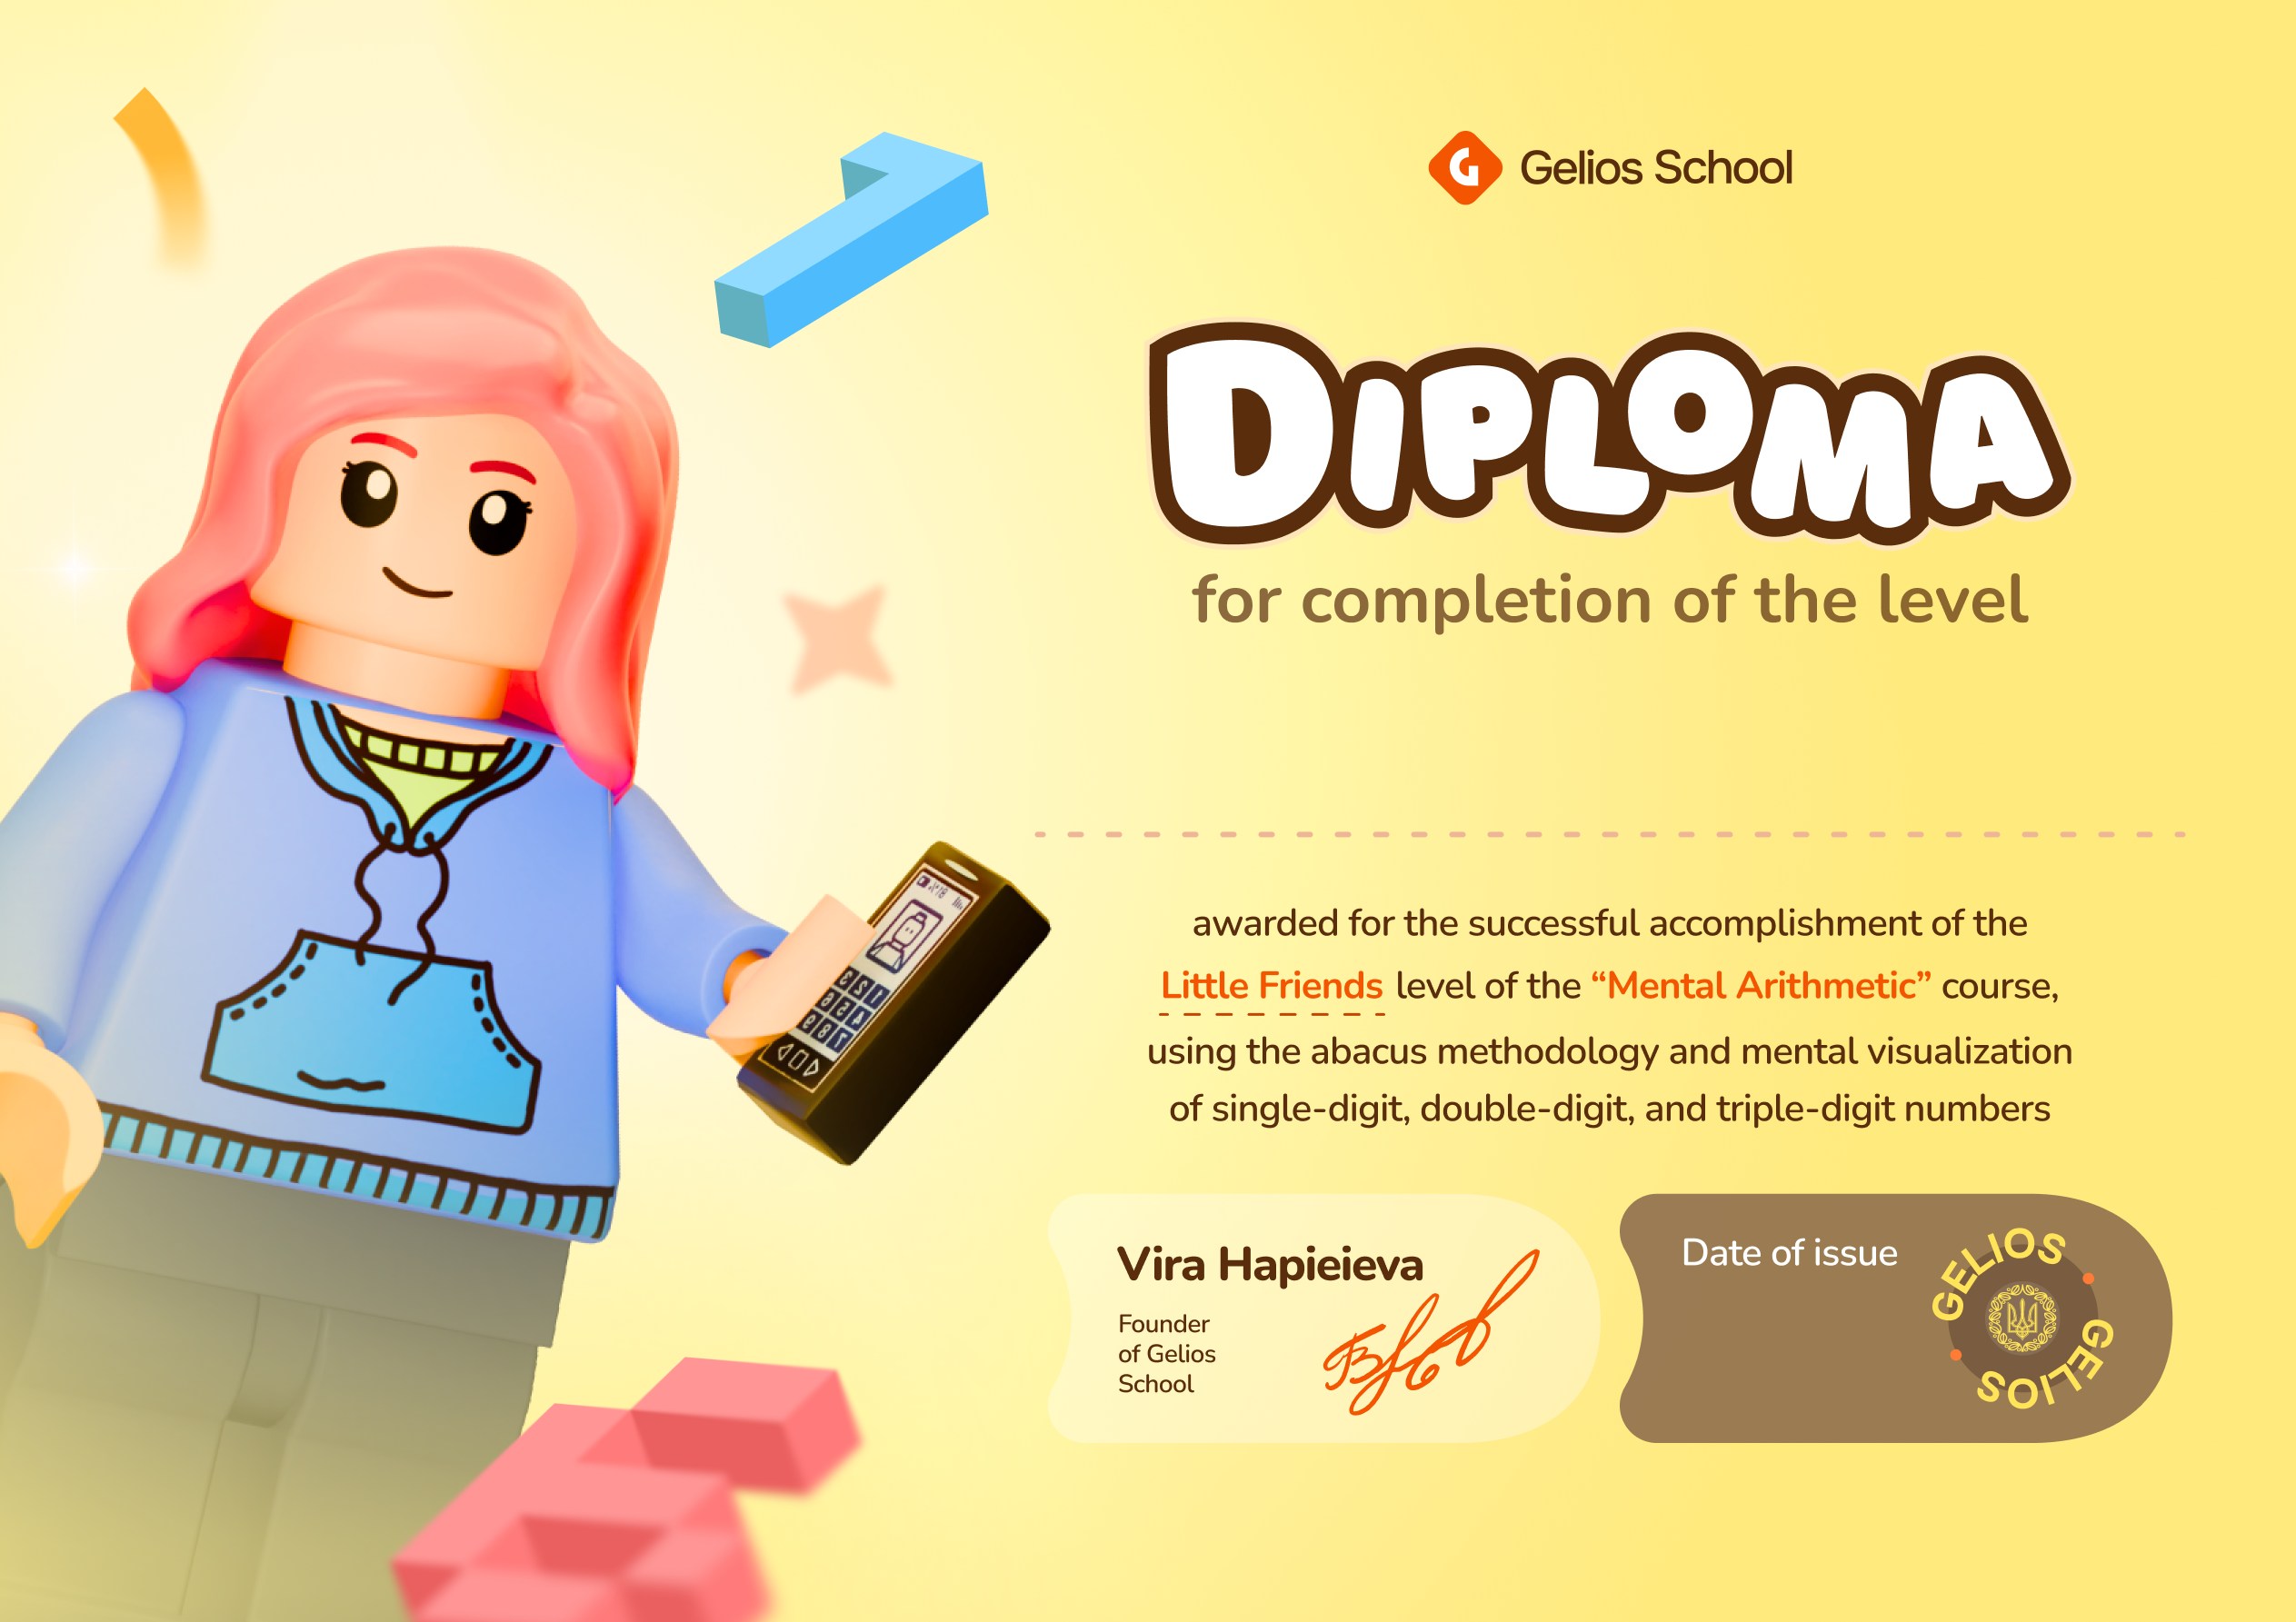 G Gelios School
DIPLOMA
for completion of the level
awarded for the successful accomplishment of the
Little Friends level of the “Mental Arithmetic” course,
using the abacus methodology and mental visualization
of single-digit, double-digit, and triple-digit numbers
Vira Hapieieva
Founder
of Gelios
School
Date of issue
GELIOS
GELIOS
1